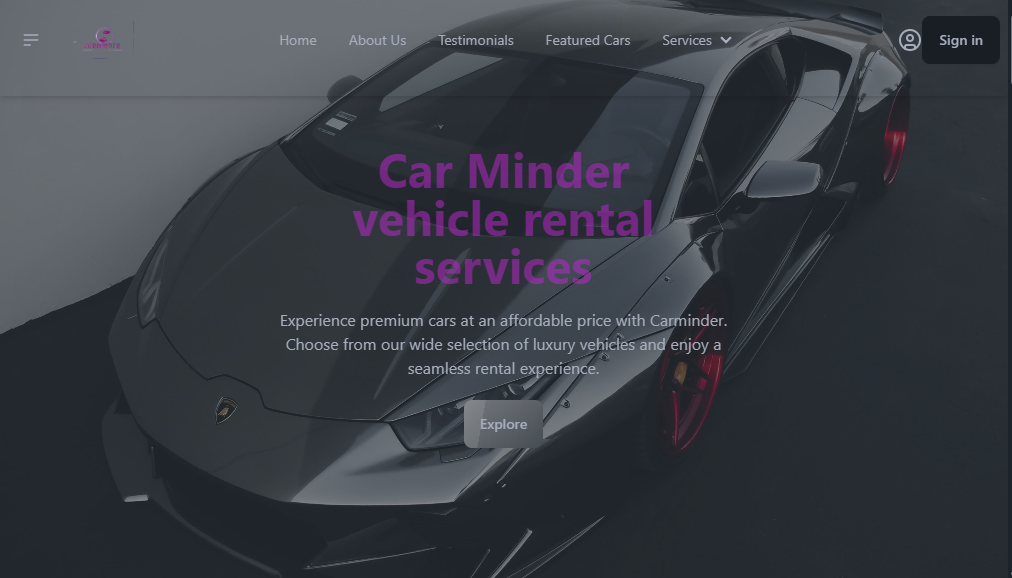 Home About Us Testimonials Featured Cars Services
Sign in
Car Minder
vehicle rental
services
Experience premium cars at an affordable price with Carminder.
Choose from our wide selection of luxury vehicles and enjoy a
seamless rental experience.
Explore